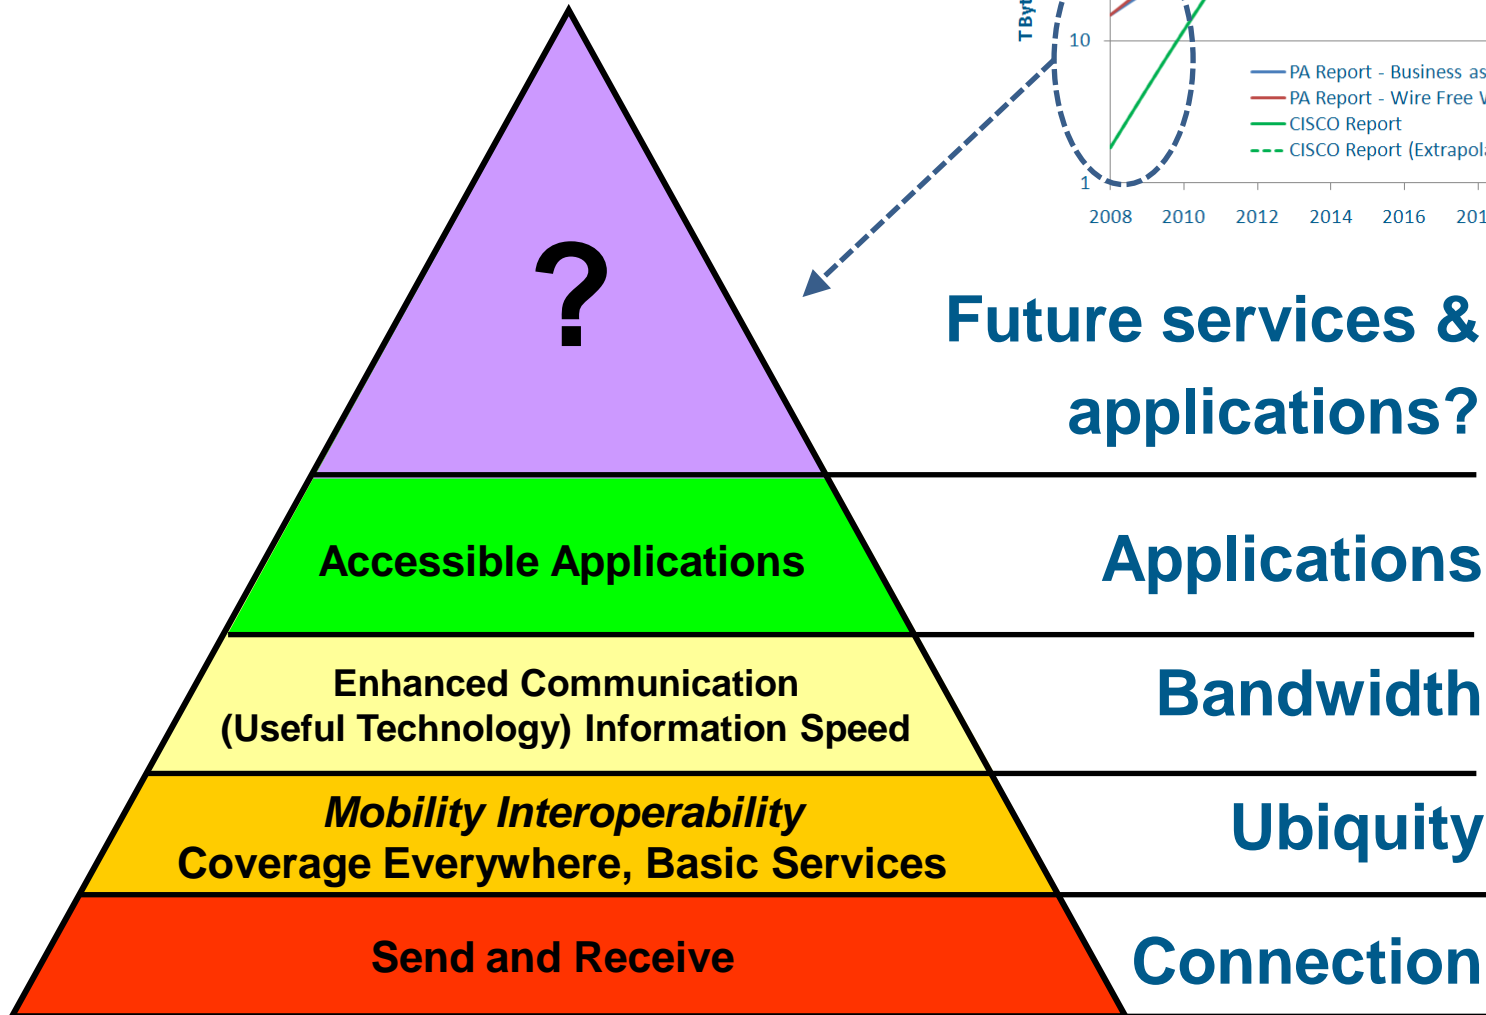 TByt
10
PA Report - Business as
PA Report - Wire Free
CISCO Report
CISCO Report
1
2008 2010 2012 2014 2016
?
Future services &
applications?
Accessible Applications
Applications
Enhanced Communication
(Useful Technology) Information Speed
Bandwidth
Mobility Interoperability
Coverage Everywhere, Basic Services
Ubiquity
Send and Receive
Connection